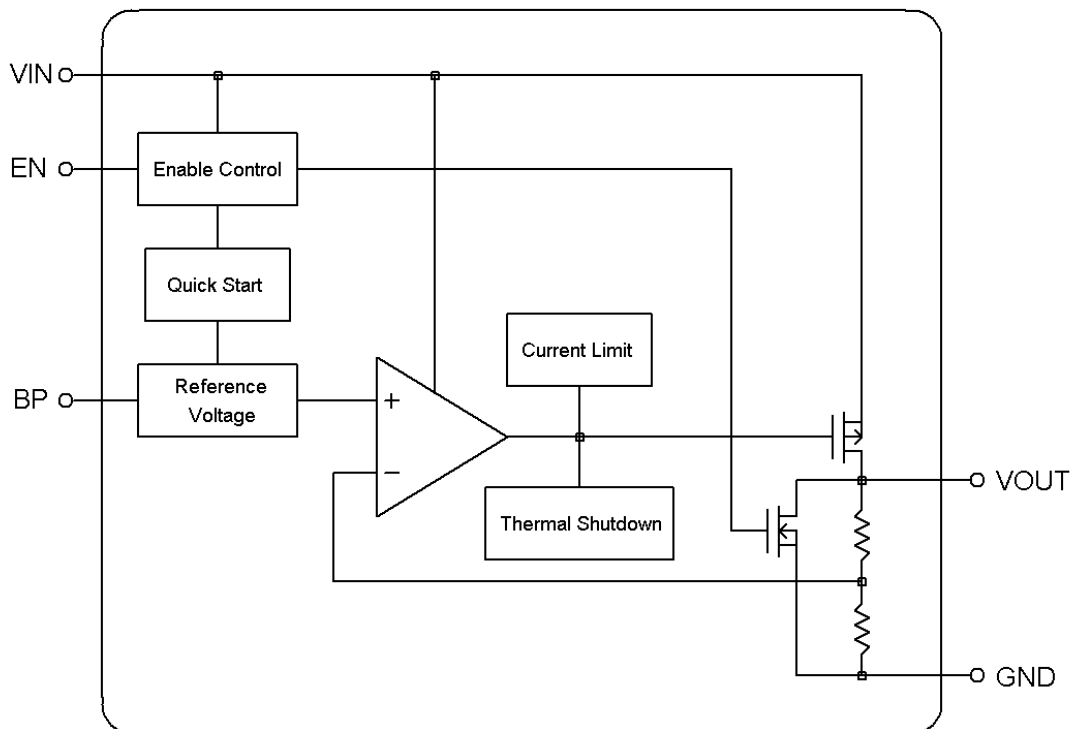 VIN
EN
Enable Control
Quick Start
Current Limit
BP
Reference
Voltage
+
−
VOUT
Thermal Shutdown
GND